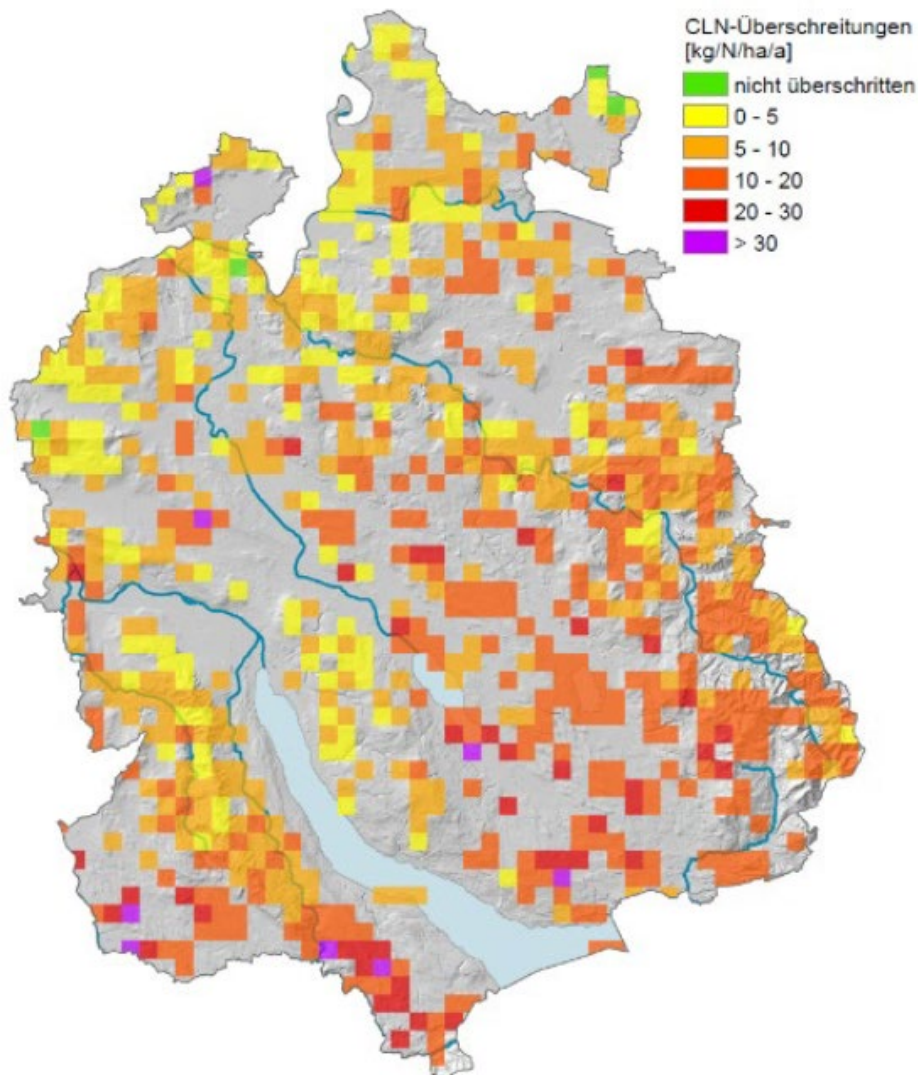 CLN-Überschreitungen
[kg/N/ha/a]
nicht überschritten
0 - 5
5 - 10
10 - 20
20 - 30
> 30